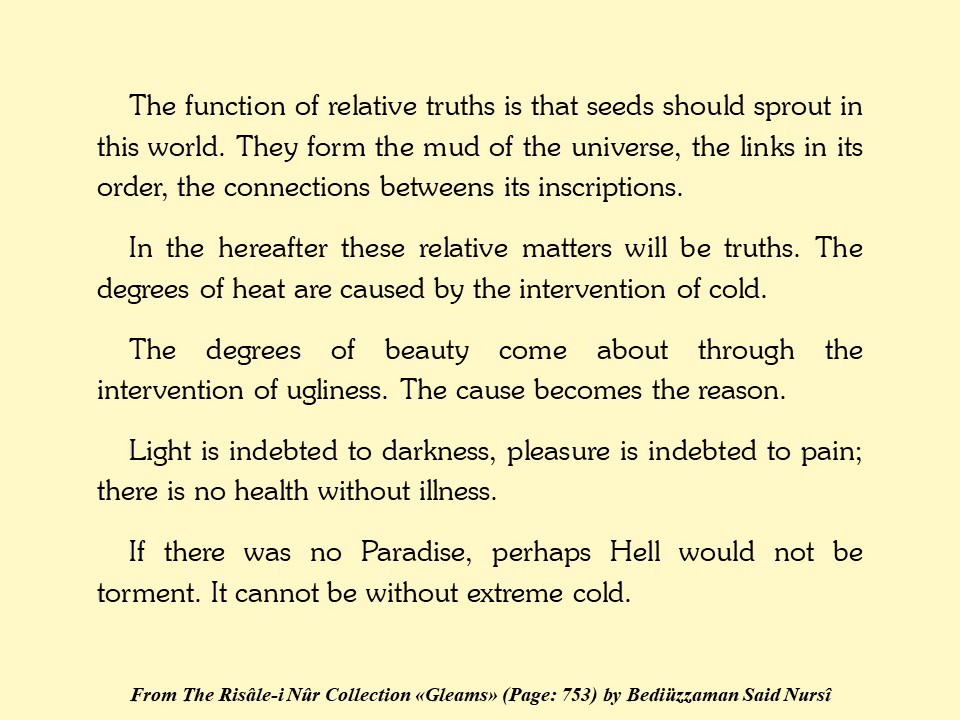 The function of relative truths is that seeds should sprout in
this world. They form the mud of the universe, the links in its
order, the connections betweens its inscriptions.
In the hereafter these relative matters will be truths. The
degrees of heat are caused by the intervention of cold.
The degrees of beauty come about through the
intervention of ugliness. The cause becomes the reason.
Light is indebted to darkness, pleasure is indebted to pain;
there is no health without illness.
If there was no Paradise, perhaps Hell would not be
torment. It cannot be without extreme cold.
From The Risâle-i Nûr Collection «Gleams» (Page: 753) by Bediüzzaman Said Nursî